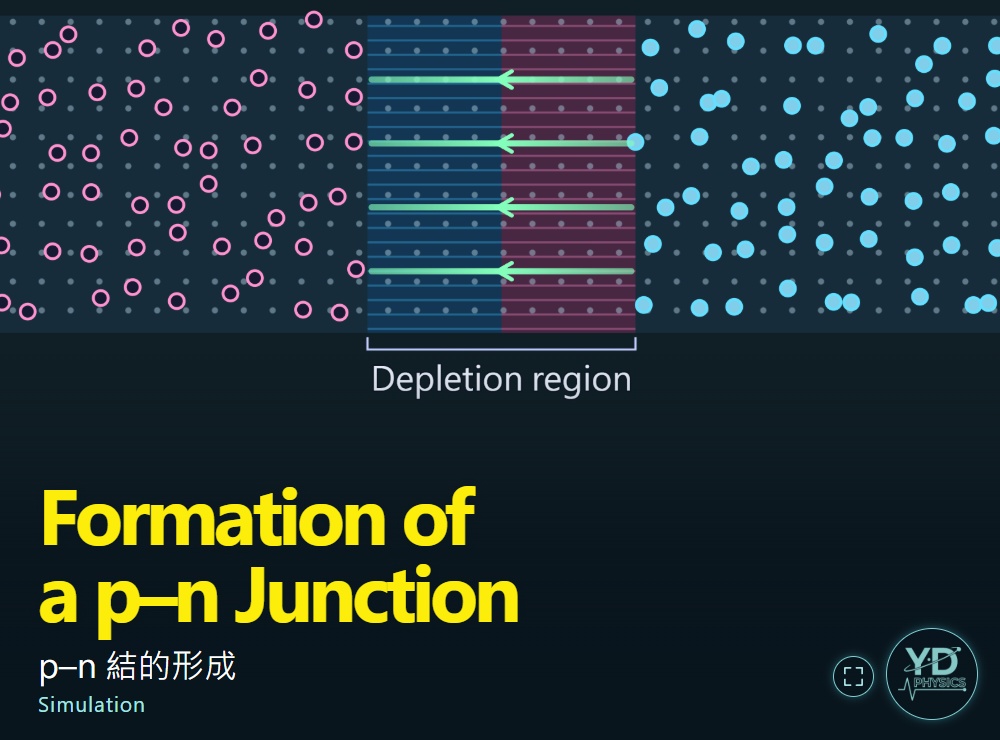 Depletion region
Formation of
a p–n Junction
p–n 結的形成
Simulation
YD
PHYSICS